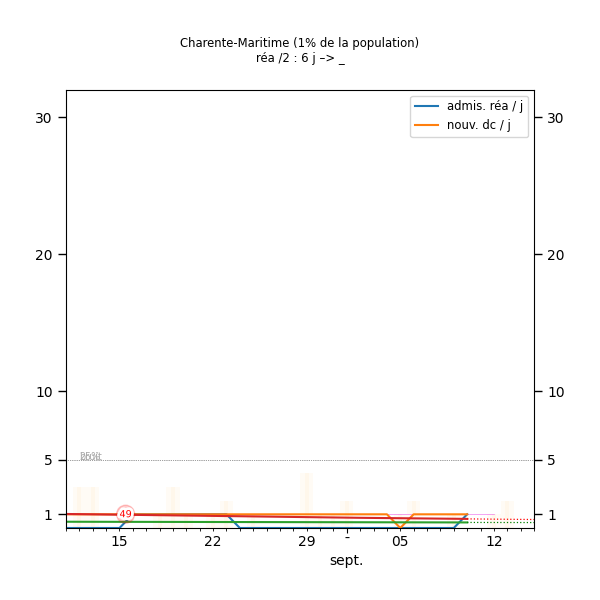 Charente-Maritime (1% de la population)
réa /2 : 6 j –> _
admis. réa / j
nouv. dc / j
30 30
20 20
10 10
5 5
1 1
49
15 22 29 - 05 12
sept.